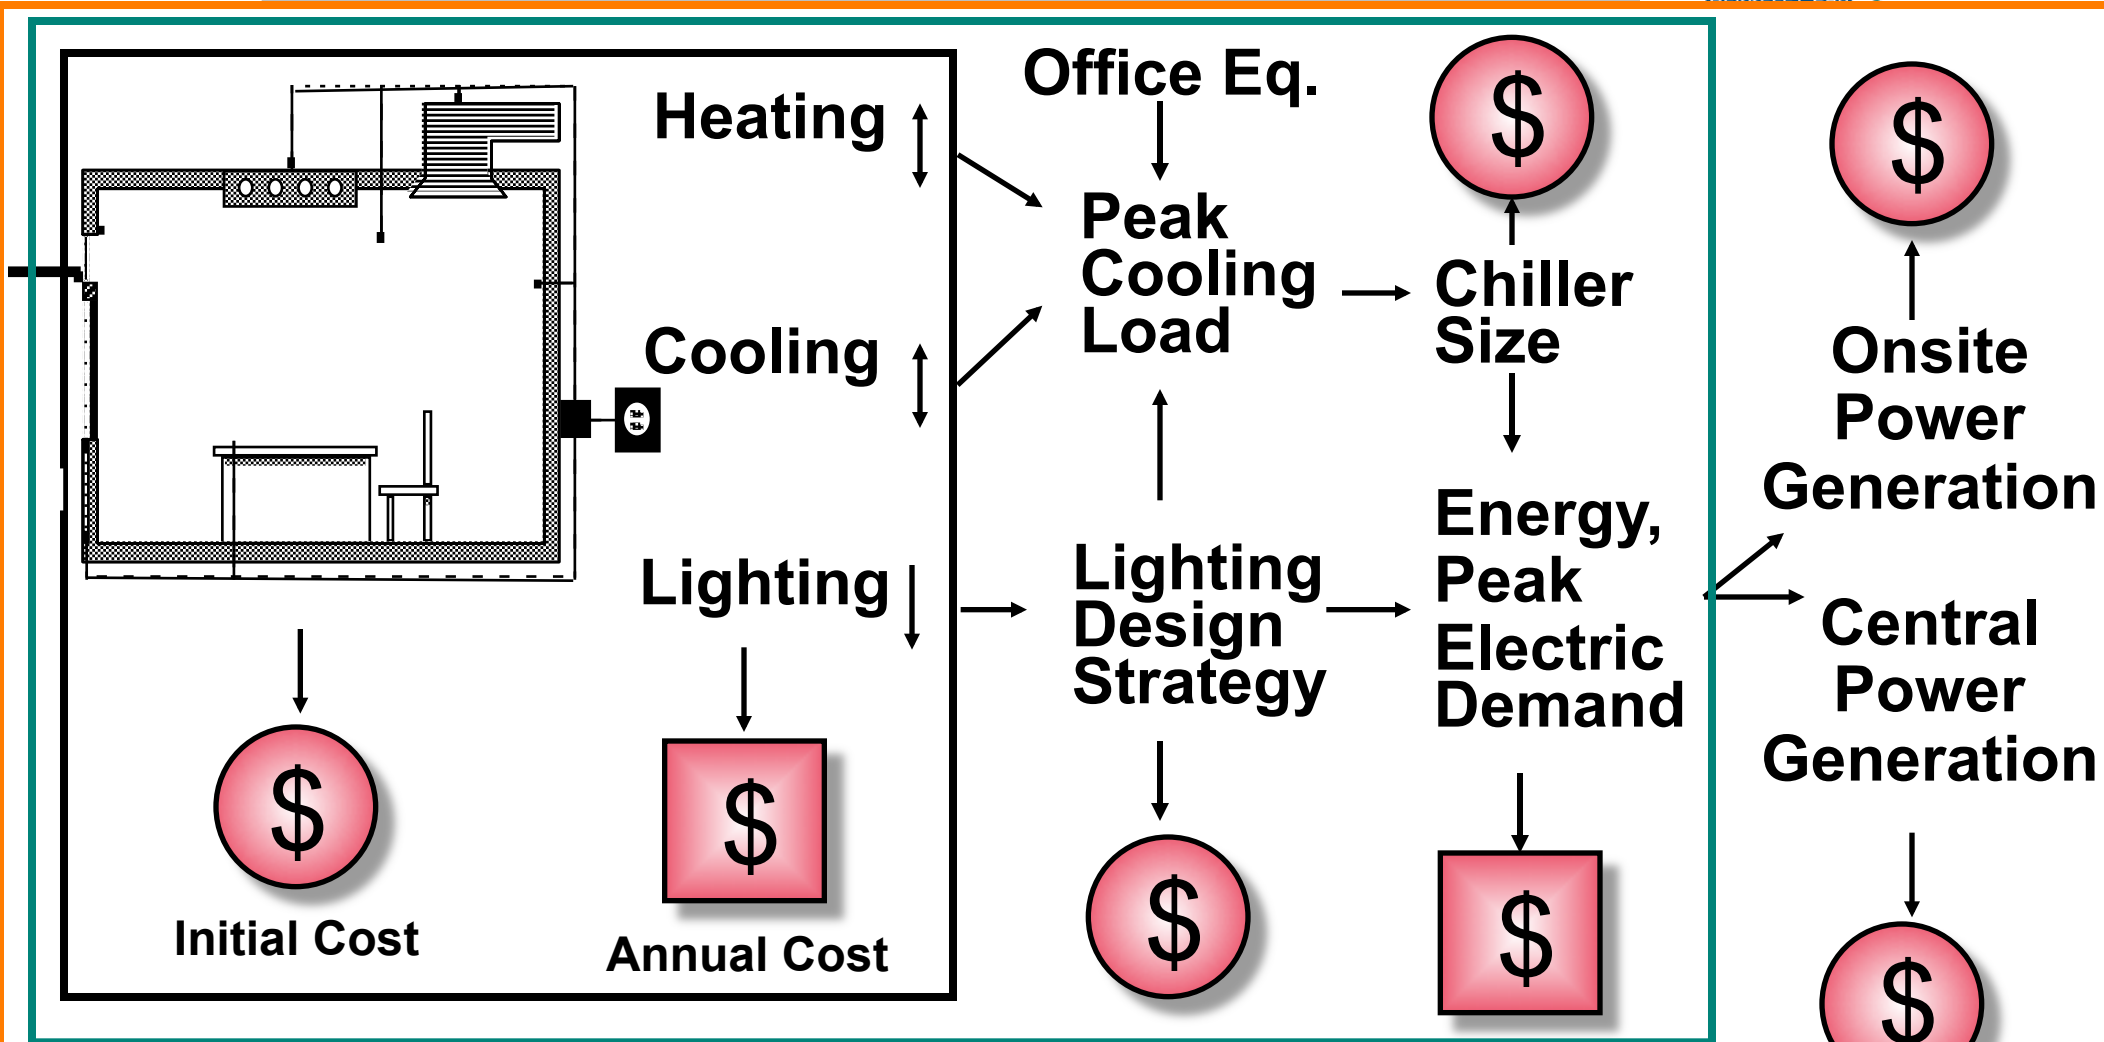 Heating
Cooling
Lighting
$
Initial Cost
$
Annual Cost
Office Eq.
Peak
Cooling
Load
Lighting
Design
Strategy
$
$
Chiller
Size
Energy,
Peak
Electric
Demand
$
$
Onsite
Power
Generation
Central
Power
Generation
$